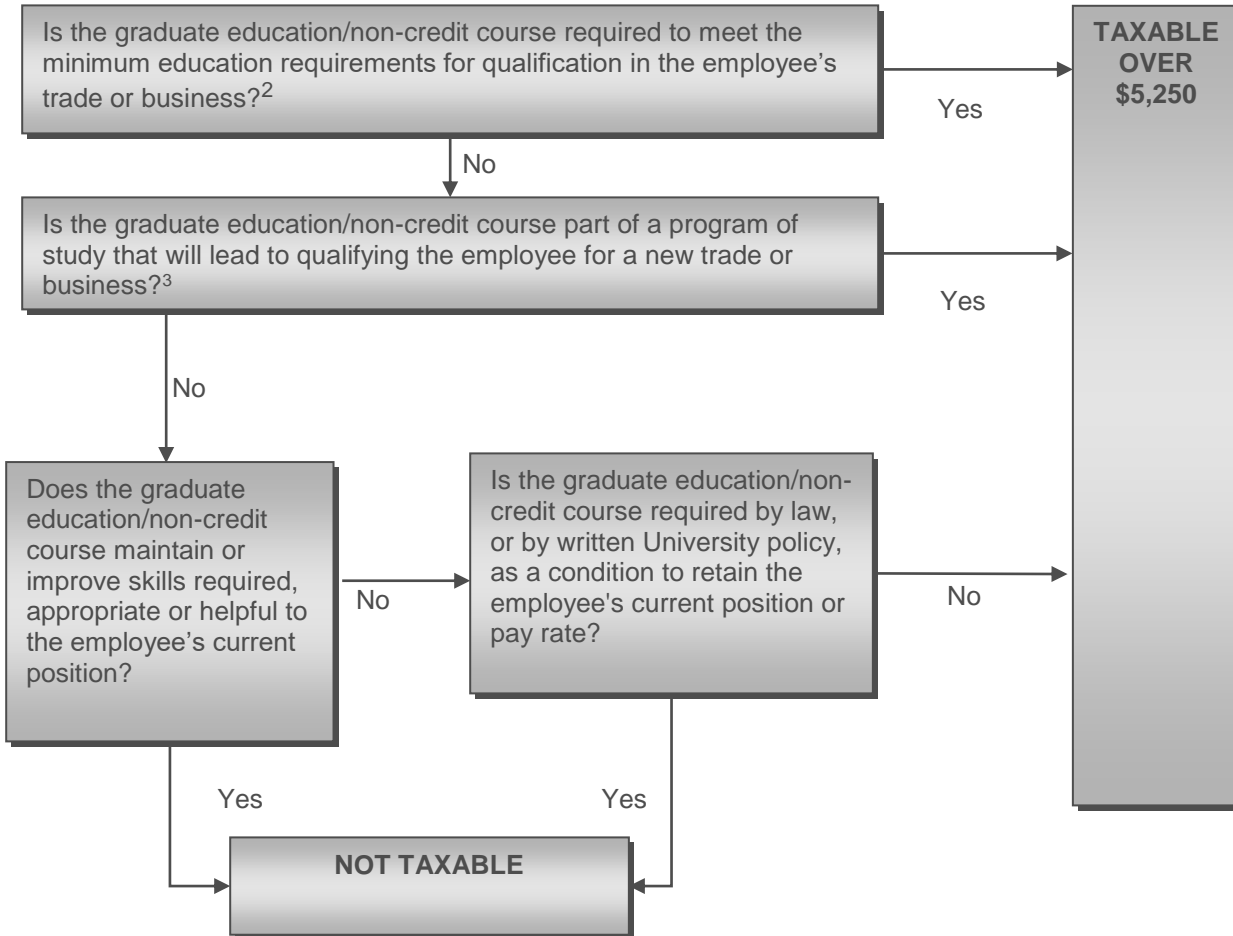 Is the graduate education/non-credit course required to meet the
minimum education requirements for qualification in the employee’s
trade or business?2
TAXABLE
OVER
$5,250
Yes
No
Is the graduate education/non-credit course part of a program of
study that will lead to qualifying the employee for a new trade or
business?3
Yes
No
Does the graduate
education/non-credit
course maintain or
improve skills required,
appropriate or helpful to
the employee’s current
position?
No
Is the graduate education/non-
credit course required by law,
or by written University policy,
as a condition to retain the
employee's current position or
pay rate?
No
Yes
Yes
NOT TAXABLE